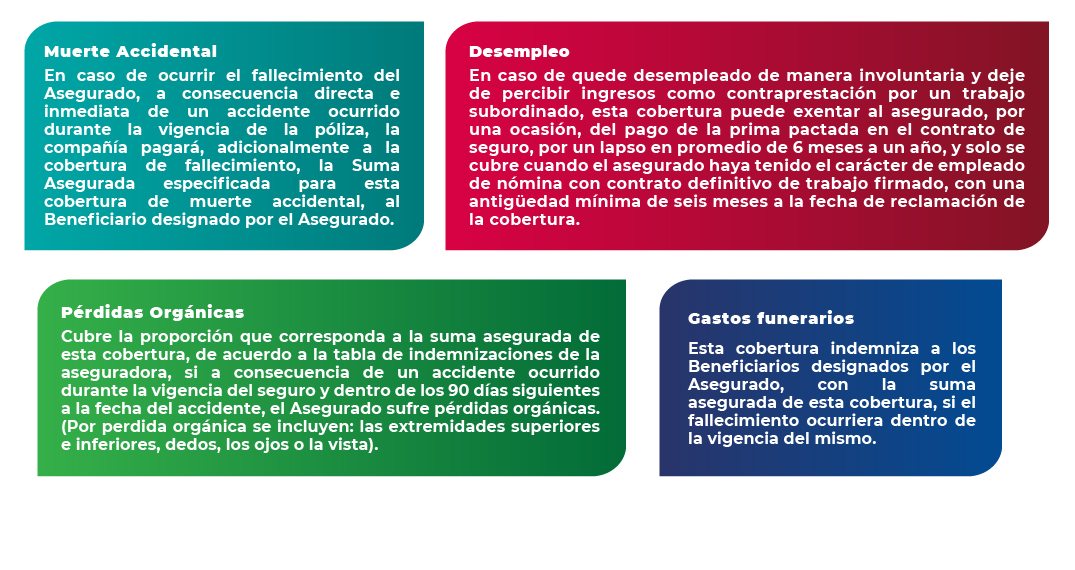 Muerte Accidental
En caso de ocurrir el fallecimiento del
Asegurado, a consecuencia directa e
inmediata de un accidente ocurrido
durante la vigencia de la póliza, la
compañía pagará, adicionalmente a la
cobertura de fallecimiento, la Suma
Asegurada especificada para esta
cobertura de muerte accidental, al
Beneficiario designado por el Asegurado.
Desempleo
En caso de quede desempleado de manera involuntaria y deje
de percibir ingresos como contraprestación por un trabajo
subordinado, esta cobertura puede exentar al asegurado, por
una ocasión, del pago de la prima pactada en el contrato de
seguro, por un lapso en promedio de 6 meses a un año, y solo se
cubre cuando el asegurado haya tenido el carácter de empleado
de nómina con contrato definitivo de trabajo firmado, con una
antigüedad mínima de seis meses a la fecha de reclamación de
la cobertura.
Pérdidas Orgánicas
Cubre la proporción que corresponda a la suma asegurada de
esta cobertura, de acuerdo a la tabla de indemnizaciones de la
aseguradora, si a consecuencia de un accidente ocurrido
durante la vigencia del seguro y dentro de los 90 días siguientes
a la fecha del accidente, el Asegurado sufre pérdidas orgánicas.
(Por perdida orgánica se incluyen: las extremidades superiores
e inferiores, dedos, los ojos o la vista).
Gastos funerarios
Esta cobertura indemniza a los
Beneficiarios designados por el
Asegurado, con la suma
asegurada de esta cobertura, si el
fallecimiento ocurriera dentro de
la vigencia del mismo.